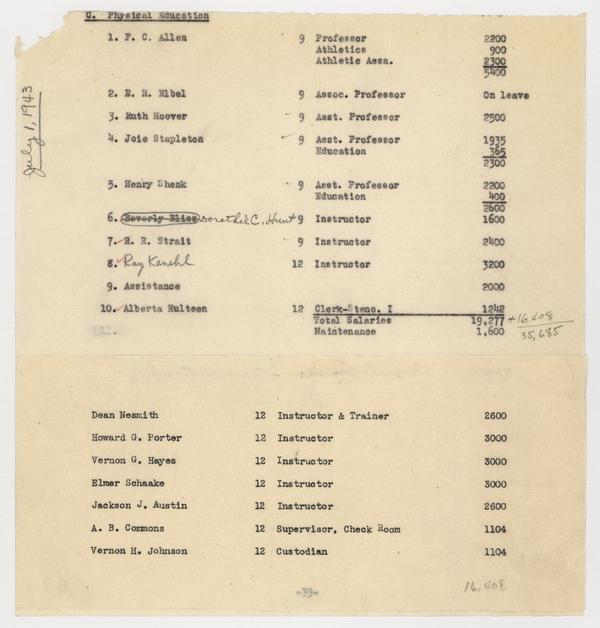 C. Physical Education
July 1, 1943
1. F. C. Allen 9 Professor 2200
Athletics 900
Athletic Assn. 2300
5400
2. E. R. Elbel 9 Assoc. Professor On leave
3. Ruth Hoover 9 Asst. Professor 2500
4. Joie Stapleton 9 Asst. Professor 1935
Education 365
2300
5. Henry Shenk 9 Asst. Professor 2200
Education 400
2600
6. Beverly Bliss Dorothie C. Hunt 9 Instructor 1600
7. R. R. Strait 9 Instructor 2400
8. Ray Kanehl 12 Instructor 3200
9. Assistance 2000
10. Alberta Hulteen 12 Clerk-Steno. I 1242
Total Salaries 19,277 + 16,408
Maintenance 1,600 35,685
Dean Nesmith 12 Instructor & Trainer 2600
Howard G. Porter 12 Instructor 3000
Vernon G. Hayes 12 Instructor 3000
Elmer Schaake 12 Instructor 3000
Jackson J. Austin 12 Instructor 2600
A. B. Commons 12 Supervisor, Check Room 1104
Vernon H. Johnson 12 Custodian 1104
16,408
-39-